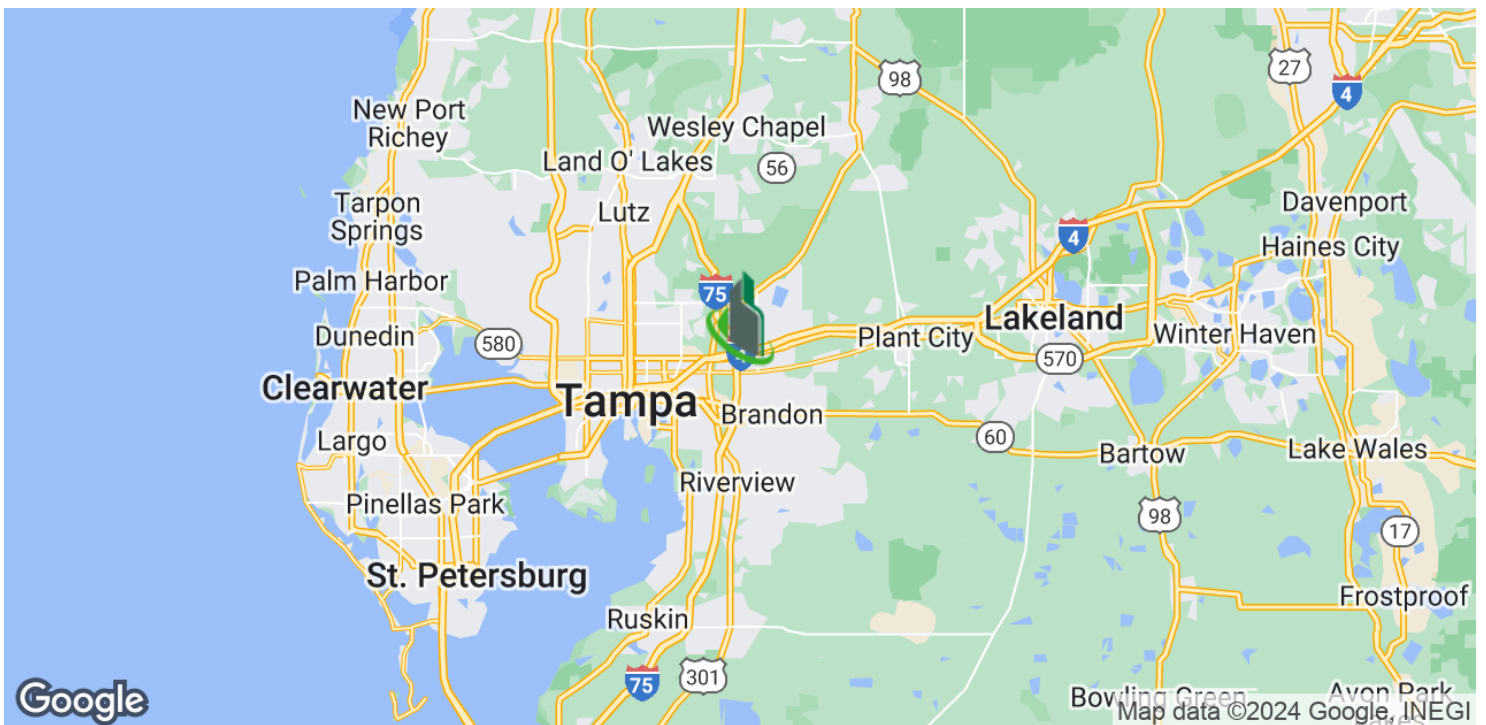 98
27
4
New Port
Richey
Wesley Chapel
Land O' Lakes
56
Tarpon
Springs
Lutz
Davenport
4
Haines City
Palm Harbor
75
Dunedin
580
Plant City
Lakeland
Winter Haven
570
Clearwater
Tampa
Brandon
Largo
60
Bartow
Lake Wales
Riverview
Pinellas Park
98
17
St. Petersburg
Ruskin
Frostproof
75
301
Google
Bowling Green
Avon Park
Map data ©2024 Google, INEGI